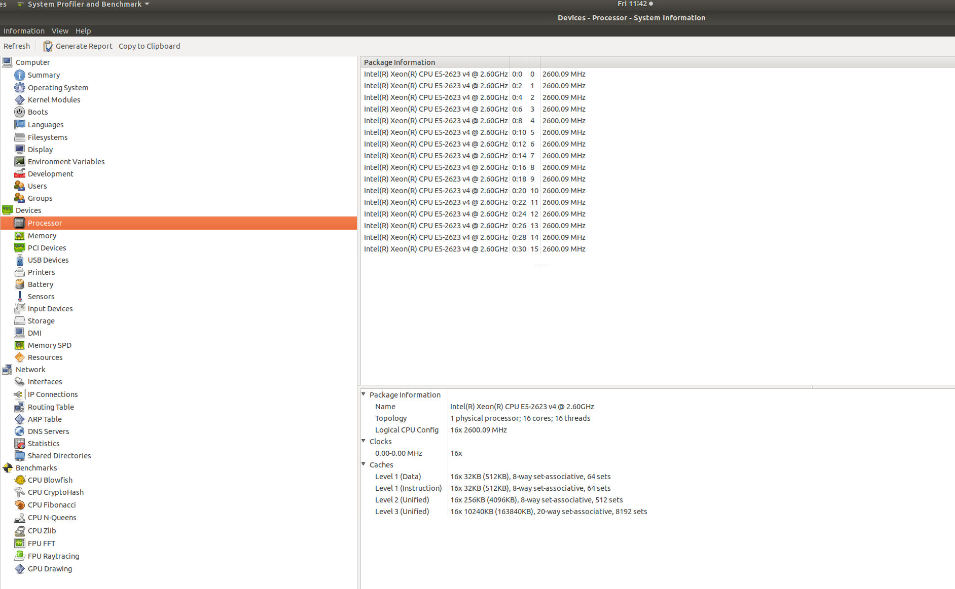 es System Profiler and Benchmark Fri 11:42
Devices - Processor - System Information
Information View Help
Refresh Generate Report Copy to Clipboard
Computer
Summary
Operating System
Kernel Modules
Boots
Languages
Filesystems
Display
Environment Variables
Development
Users
Groups
Devices
Processor
Memory
PCI Devices
USB Devices
Printers
Battery
Sensors
Input Devices
Storage
DMI
Memory SPD
Resources
Network
Interfaces
IP Connections
Routing Table
ARP Table
DNS Servers
Statistics
Shared Directories
Benchmarks
CPU Blowfish
CPU CryptoHash
CPU Fibonacci
CPU N-Queens
CPU Zlib
FPU FFT
FPU Raytracing
GPU Drawing
Package Information
Intel(R) Xeon(R) CPU E5-2623 v4 @ 2.60GHz 0:0 0 2600.09 MHz
Intel(R) Xeon(R) CPU E5-2623 v4 @ 2.60GHz 0:2 1 2600.09 MHz
Intel(R) Xeon(R) CPU E5-2623 v4 @ 2.60GHz 0:4 2 2600.09 MHz
Intel(R) Xeon(R) CPU E5-2623 v4 @ 2.60GHz 0:6 3 2600.09 MHz
Intel(R) Xeon(R) CPU E5-2623 v4 @ 2.60GHz 0:8 4 2600.09 MHz
Intel(R) Xeon(R) CPU E5-2623 v4 @ 2.60GHz 0:10 5 2600.09 MHz
Intel(R) Xeon(R) CPU E5-2623 v4 @ 2.60GHz 0:12 6 2600.09 MHz
Intel(R) Xeon(R) CPU E5-2623 v4 @ 2.60GHz 0:14 7 2600.09 MHz
Intel(R) Xeon(R) CPU E5-2623 v4 @ 2.60GHz 0:16 8 2600.09 MHz
Intel(R) Xeon(R) CPU E5-2623 v4 @ 2.60GHz 0:18 9 2600.09 MHz
Intel(R) Xeon(R) CPU E5-2623 v4 @ 2.60GHz 0:20 10 2600.09 MHz
Intel(R) Xeon(R) CPU E5-2623 v4 @ 2.60GHz 0:22 11 2600.09 MHz
Intel(R) Xeon(R) CPU E5-2623 v4 @ 2.60GHz 0:24 12 2600.09 MHz
Intel(R) Xeon(R) CPU E5-2623 v4 @ 2.60GHz 0:26 13 2600.09 MHz
Intel(R) Xeon(R) CPU E5-2623 v4 @ 2.60GHz 0:28 14 2600.09 MHz
Intel(R) Xeon(R) CPU E5-2623 v4 @ 2.60GHz 0:30 15 2600.09 MHz
Package Information
Name Intel(R) Xeon(R) CPU E5-2623 v4 @ 2.60GHz
Topology 1 physical processor; 16 cores; 16 threads
Logical CPU Config 16x 2600.09 MHz
Clocks
0.00-0.00 MHz 16x
Caches
Level 1 (Data) 16x 32KB (512KB), 8-way set-associative, 64 sets
Level 1 (Instruction) 16x 32KB (512KB), 8-way set-associative, 64 sets
Level 2 (Unified) 16x 256KB (4096KB), 8-way set-associative, 512 sets
Level 3 (Unified) 16x 10240KB (163840KB), 20-way set-associative, 8192 sets